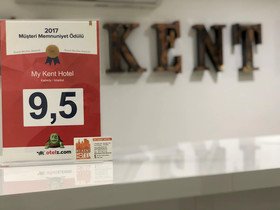 2017
Müşteri Memnuniyet Ödülü
My Kent Hotel
9,5
otelz.com
KENT